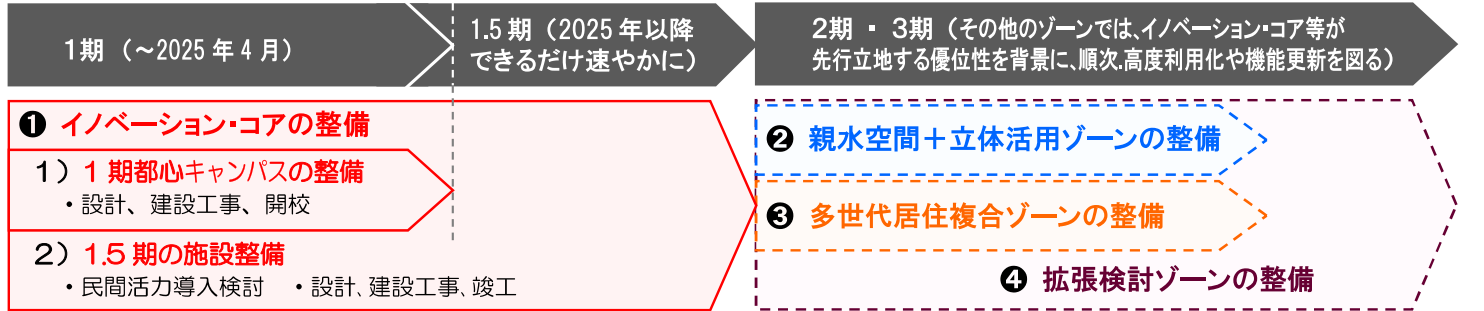 1期（～2025年4月）
1.5期（2025年以降
できるだけ速やかに）
2期・3期（その他のゾーンでは、イノベーション・コア等が
先行立地する優位性を背景に、順次、高度利用化や機能更新を図る）
❶ イノベーション・コアの整備
1）1期都心キャンパスの整備
・設計、建設工事、開校
2）1.5期の施設整備
・民間活力導入検討　・設計、建設工事、竣工
❷ 親水空間＋立体活用ゾーンの整備
❸ 多世代居住複合ゾーンの整備
❹ 拡張検討ゾーンの整備